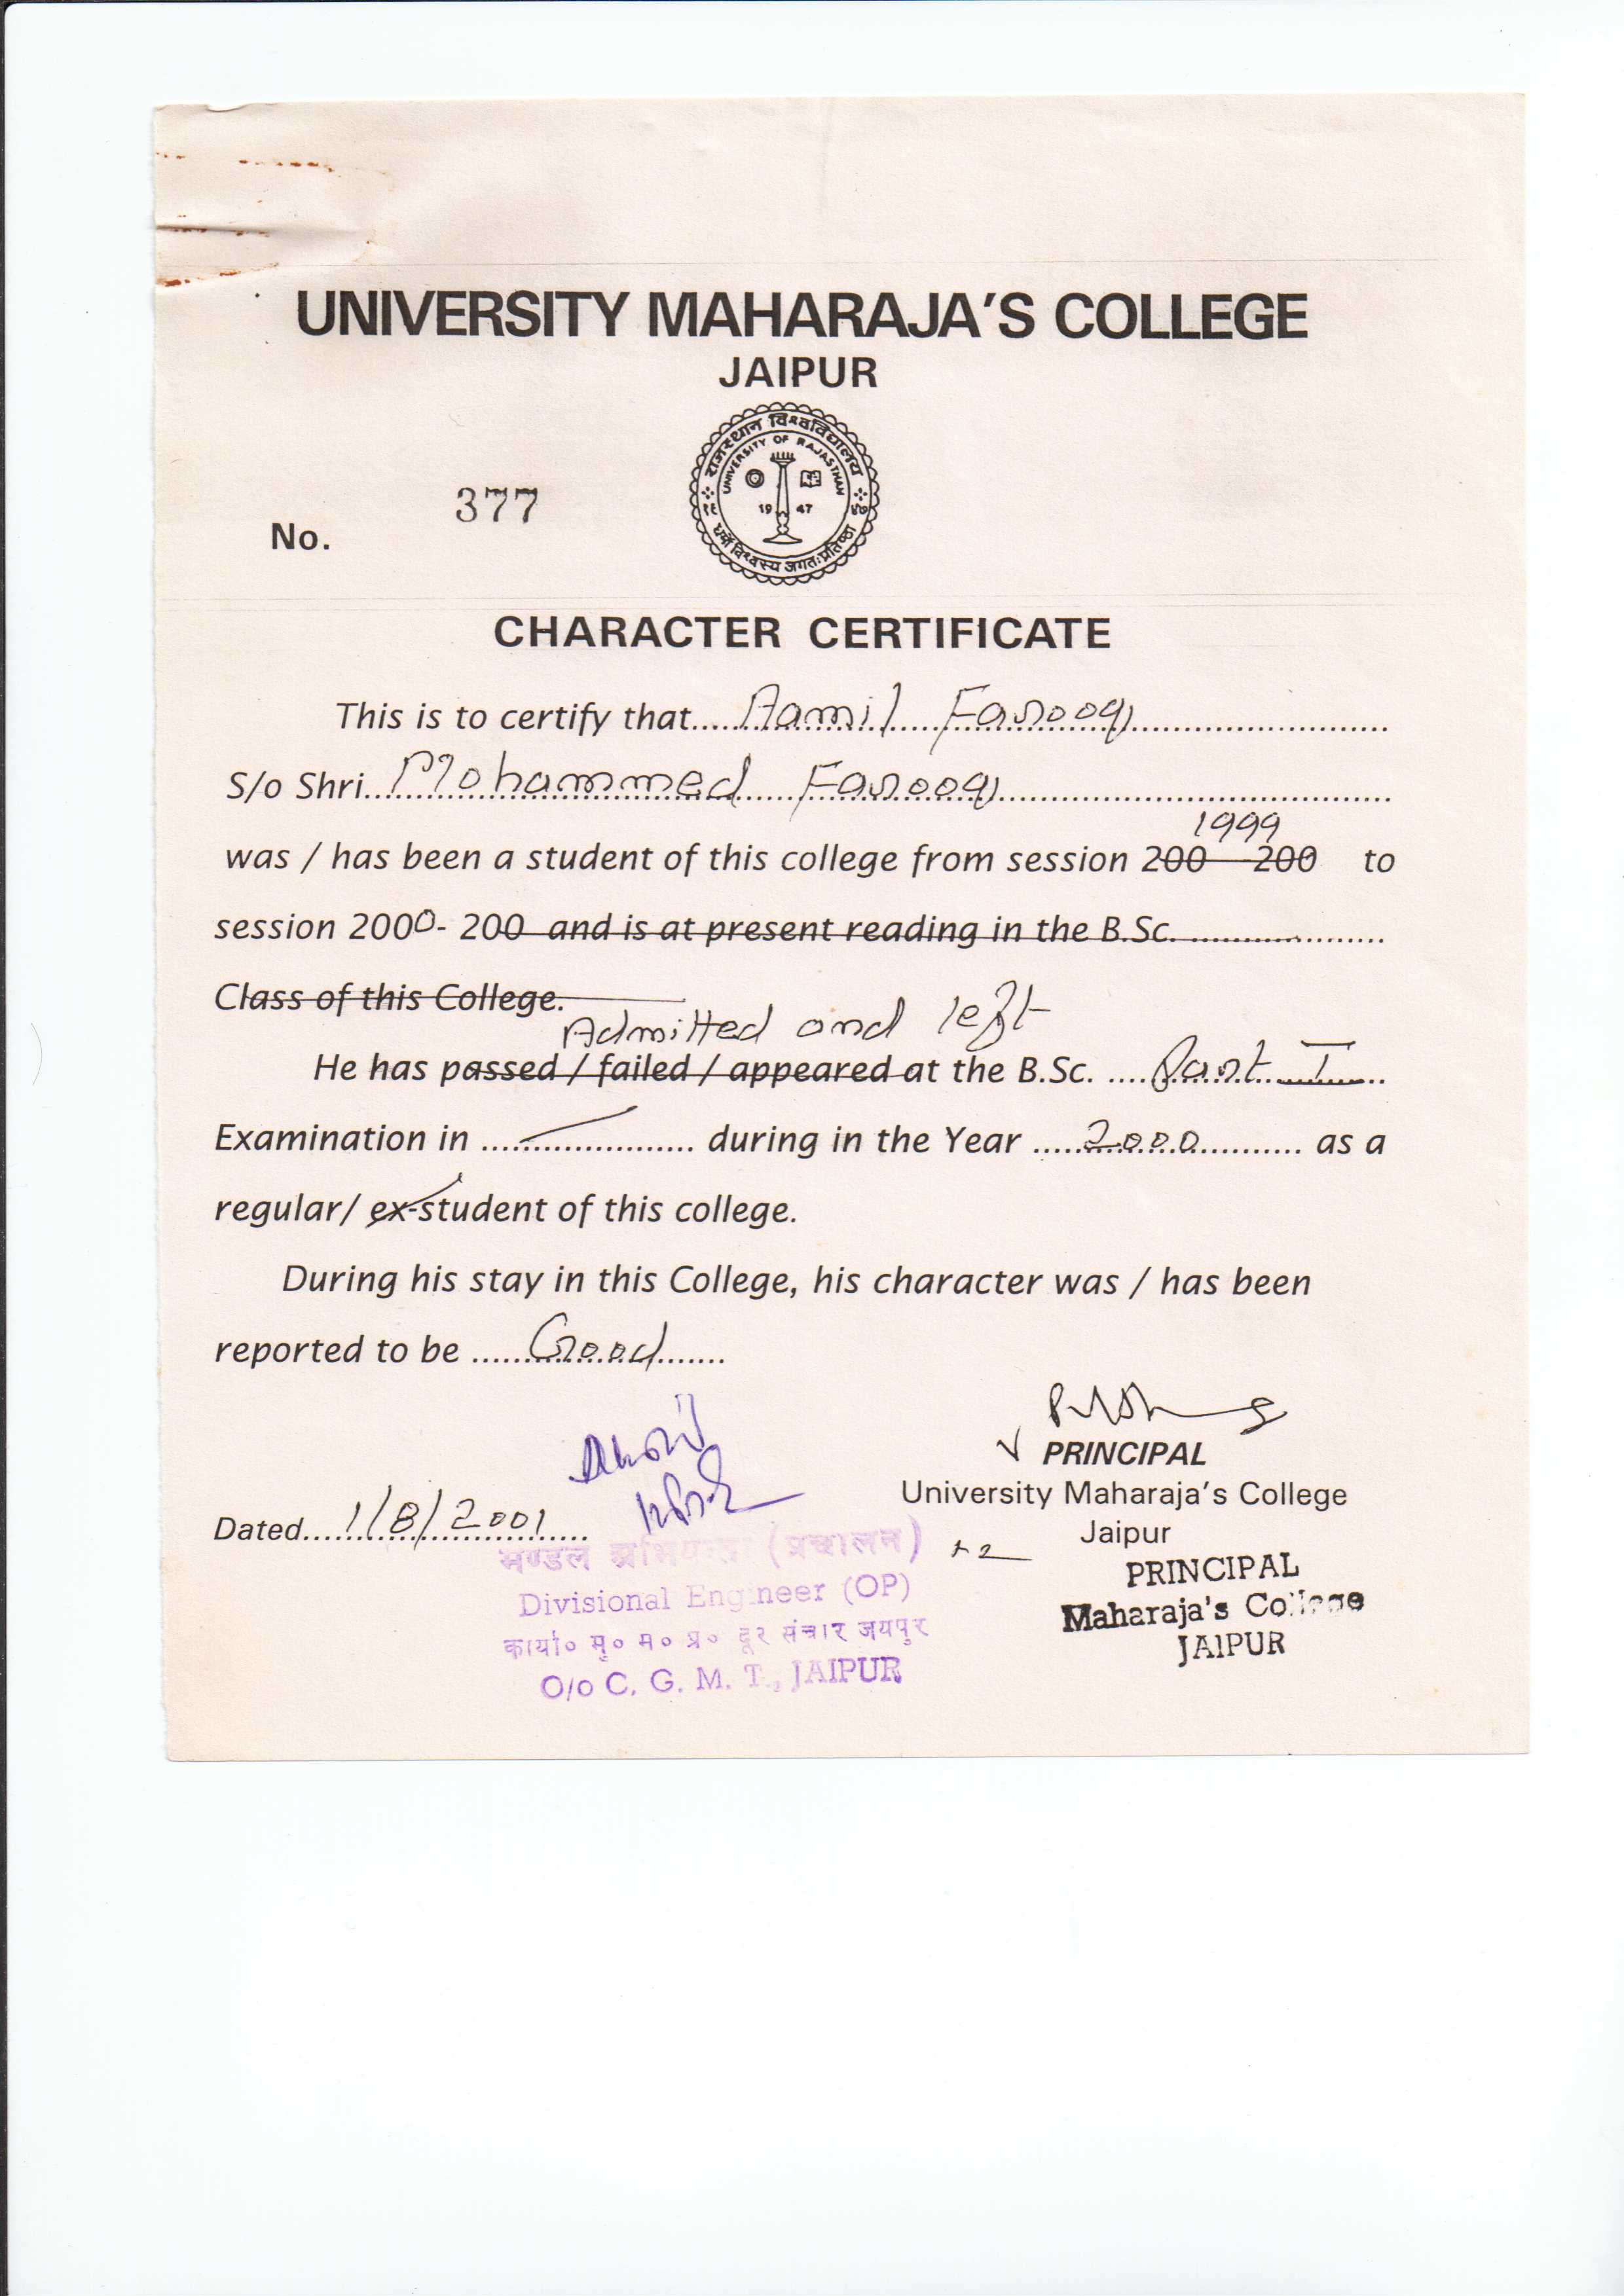 UNIVERSITY MAHARAJA'S COLLEGE
JAIPUR
राजस्थान विश्वविद्यालय
UNIVERSITY OF RAJASTHAN
१९ 19 47 ४७
धर्मो विश्वस्य जगतः प्रतिष्ठा
377
No.
CHARACTER CERTIFICATE
This is to certify that.....Aamil Farooq
S/o Shri..Mohammed Farooq
1999
was / has been a student of this college from session 200 - 200 to
session 2000- 200 and is at present reading in the B.Sc. ....................
Class of this College.
Admitted and left
He has passed / failed / appeared at the B.Sc. ....Part I..
Examination in ..................... during in the Year .....2000.......... as a
regular/ ex-student of this college.
During his stay in this College, his character was / has been
reported to be .....Good.......
PRINCIPAL
University Maharaja's College
Dated....1/8/2001....
Jaipur
मण्डल अभियन्ता (प्रचालन)
Divisional Engineer (OP)
कार्या० मु० म० प्र० दूर संचार जयपुर
O/o C. G. M. T., JAIPUR
PRINCIPAL
Maharaja's College
JAIPUR